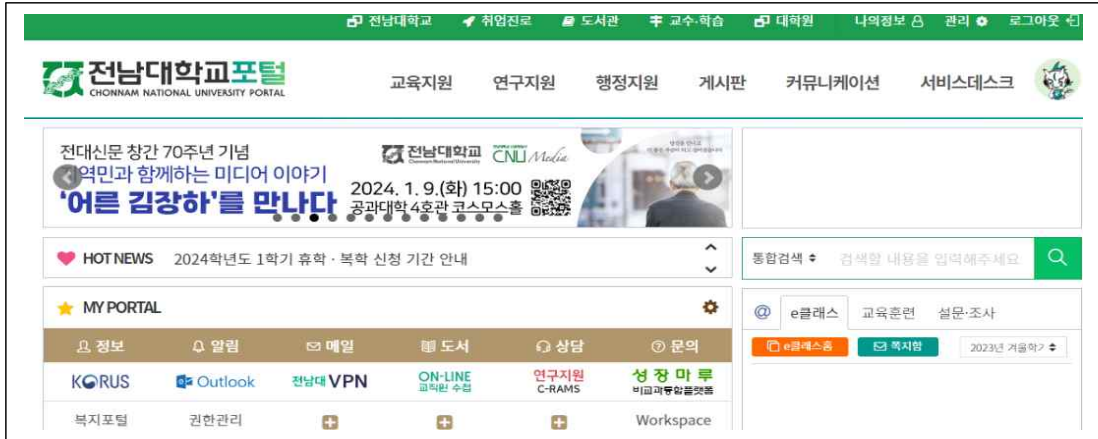 전남대학교 취업진로 도서관 교수·학습 대학원 나의정보 관리 로그아웃
전남대학교포털
CHONNAM NATIONAL UNIVERSITY PORTAL
교육지원 연구지원 행정지원 게시판 커뮤니케이션 서비스데스크
전대신문 창간 70주년 기념
지역민과 함께하는 미디어 이야기
'어른 김장하'를 만나다
전남대학교
Chonnam National University
CNU Media
2024. 1. 9.(화) 15:00
공과대학 4호관 코스모스홀
HOT NEWS 2024학년도 1학기 휴학 · 복학 신청 기간 안내
통합검색 검색할 내용을 입력해주세요
MY PORTAL
@ e클래스 교육훈련 설문·조사
정보 알림 메일 도서 상담 문의
e클래스홈 쪽지함 2023년 겨울학기
KORUS Outlook 전남대 VPN ON-LINE 교직원 수첩 연구지원 C-RAMS 성장마루 비교과통합플랫폼
복지포털 권한관리 Workspace